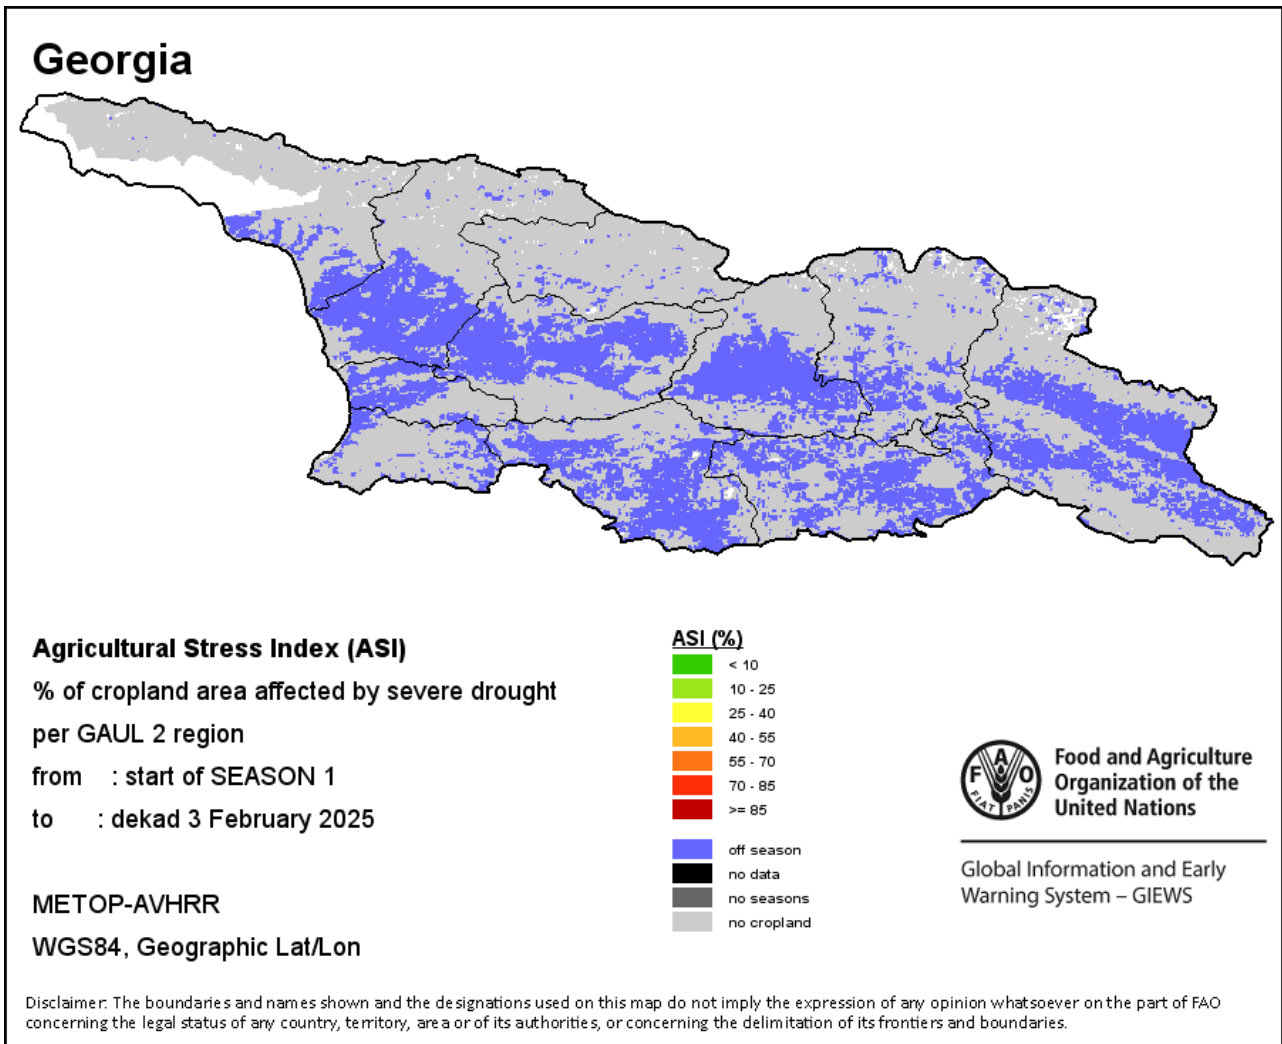 Georgia
Agricultural Stress Index (ASI)
% of cropland area affected by severe drought
per GAUL 2 region
from : start of SEASON 1
to : dekad 3 February 2025
METOP-AVHRR
WGS84, Geographic Lat/Lon
ASI (%)
< 10
10 - 25
25 - 40
40 - 55
55 - 70
70 - 85
>= 85
off season
no data
no seasons
no cropland
F A O
FIAT PANIS
Food and Agriculture
Organization of the
United Nations
Global Information and Early
Warning System – GIEWS
Disclaimer: The boundaries and names shown and the designations used on this map do not imply the expression of any opinion whatsoever on the part of FAO
concerning the legal status of any country, territory, area or of its authorities, or concerning the delimitation of its frontiers and boundaries.